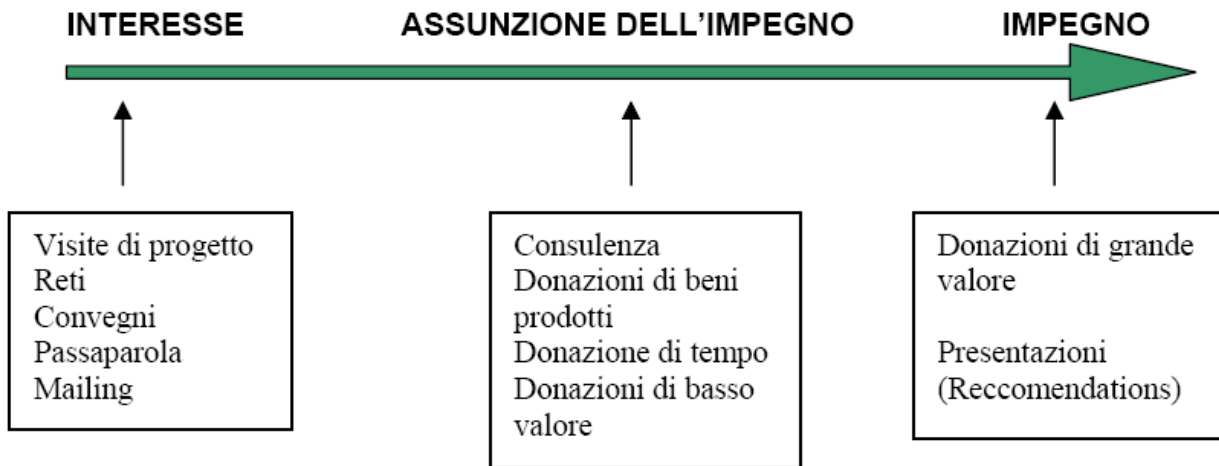 INTERESSE
ASSUNZIONE DELL'IMPEGNO
IMPEGNO
Visite di progetto
Reti
Convegni
Passaparola
Mailing
Consulenza
Donazioni di beni
prodotti
Donazione di tempo
Donazioni di basso
valore
Donazioni di grande
valore
Presentazioni
(Reccomendations)